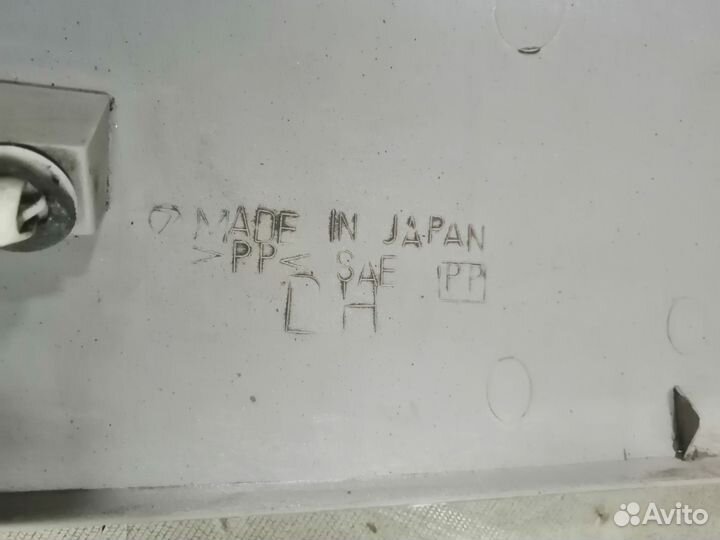 MADE IN JAPAN
>PP< SAE PP
LH
Avito